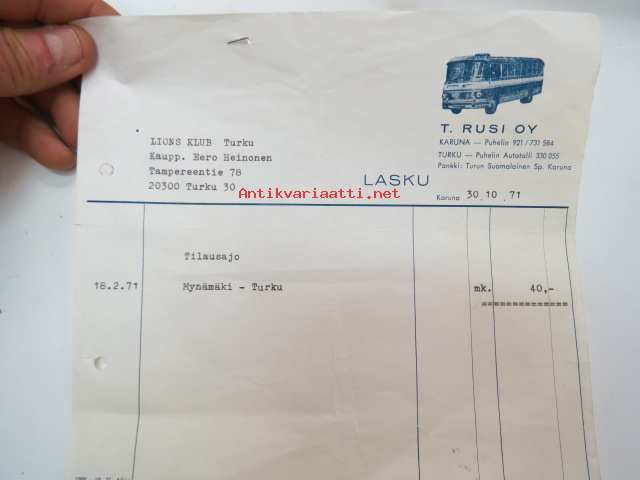 T. RUSI OY
KARUNA — Puhelin 921/731 584
TURKU — Puhelin Autotalli 330 055
Pankki: Turun Suomalainen Sp. Karuna
LIONS KLUB Turku
Kaupp. Eero Heinonen
Tampereentie 78
20300 Turku 30
Antikvariaatti.net
LASKU
Karuna 30.10.71
Tilausajo
16.2.71 Mynämäki - Turku mk. 40,-
==============